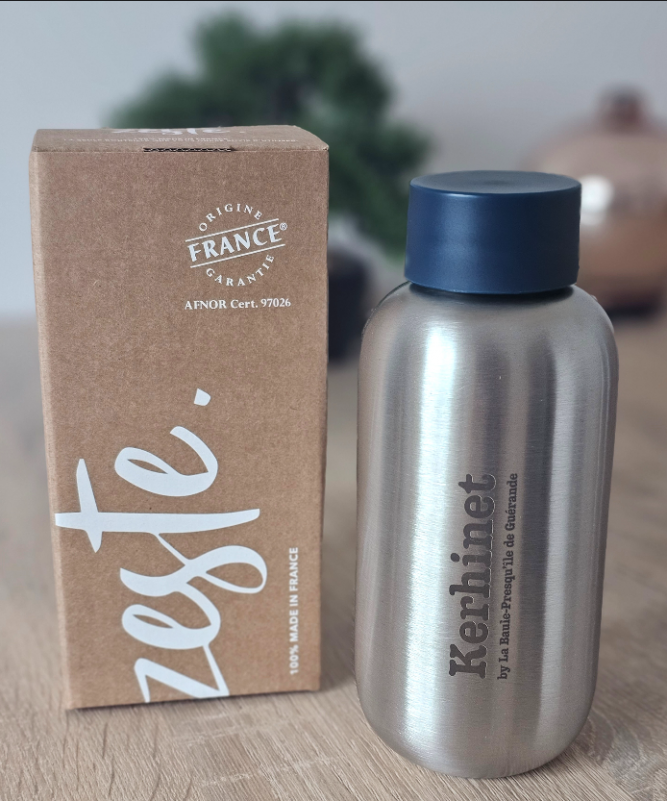 zeste.
ORIGINE
FRANCE®
GARANTIE
AFNOR Cert. 97026
zeste.
100% MADE IN FRANCE
Kerhinet
by La Baule-Presqu'île de Guérande